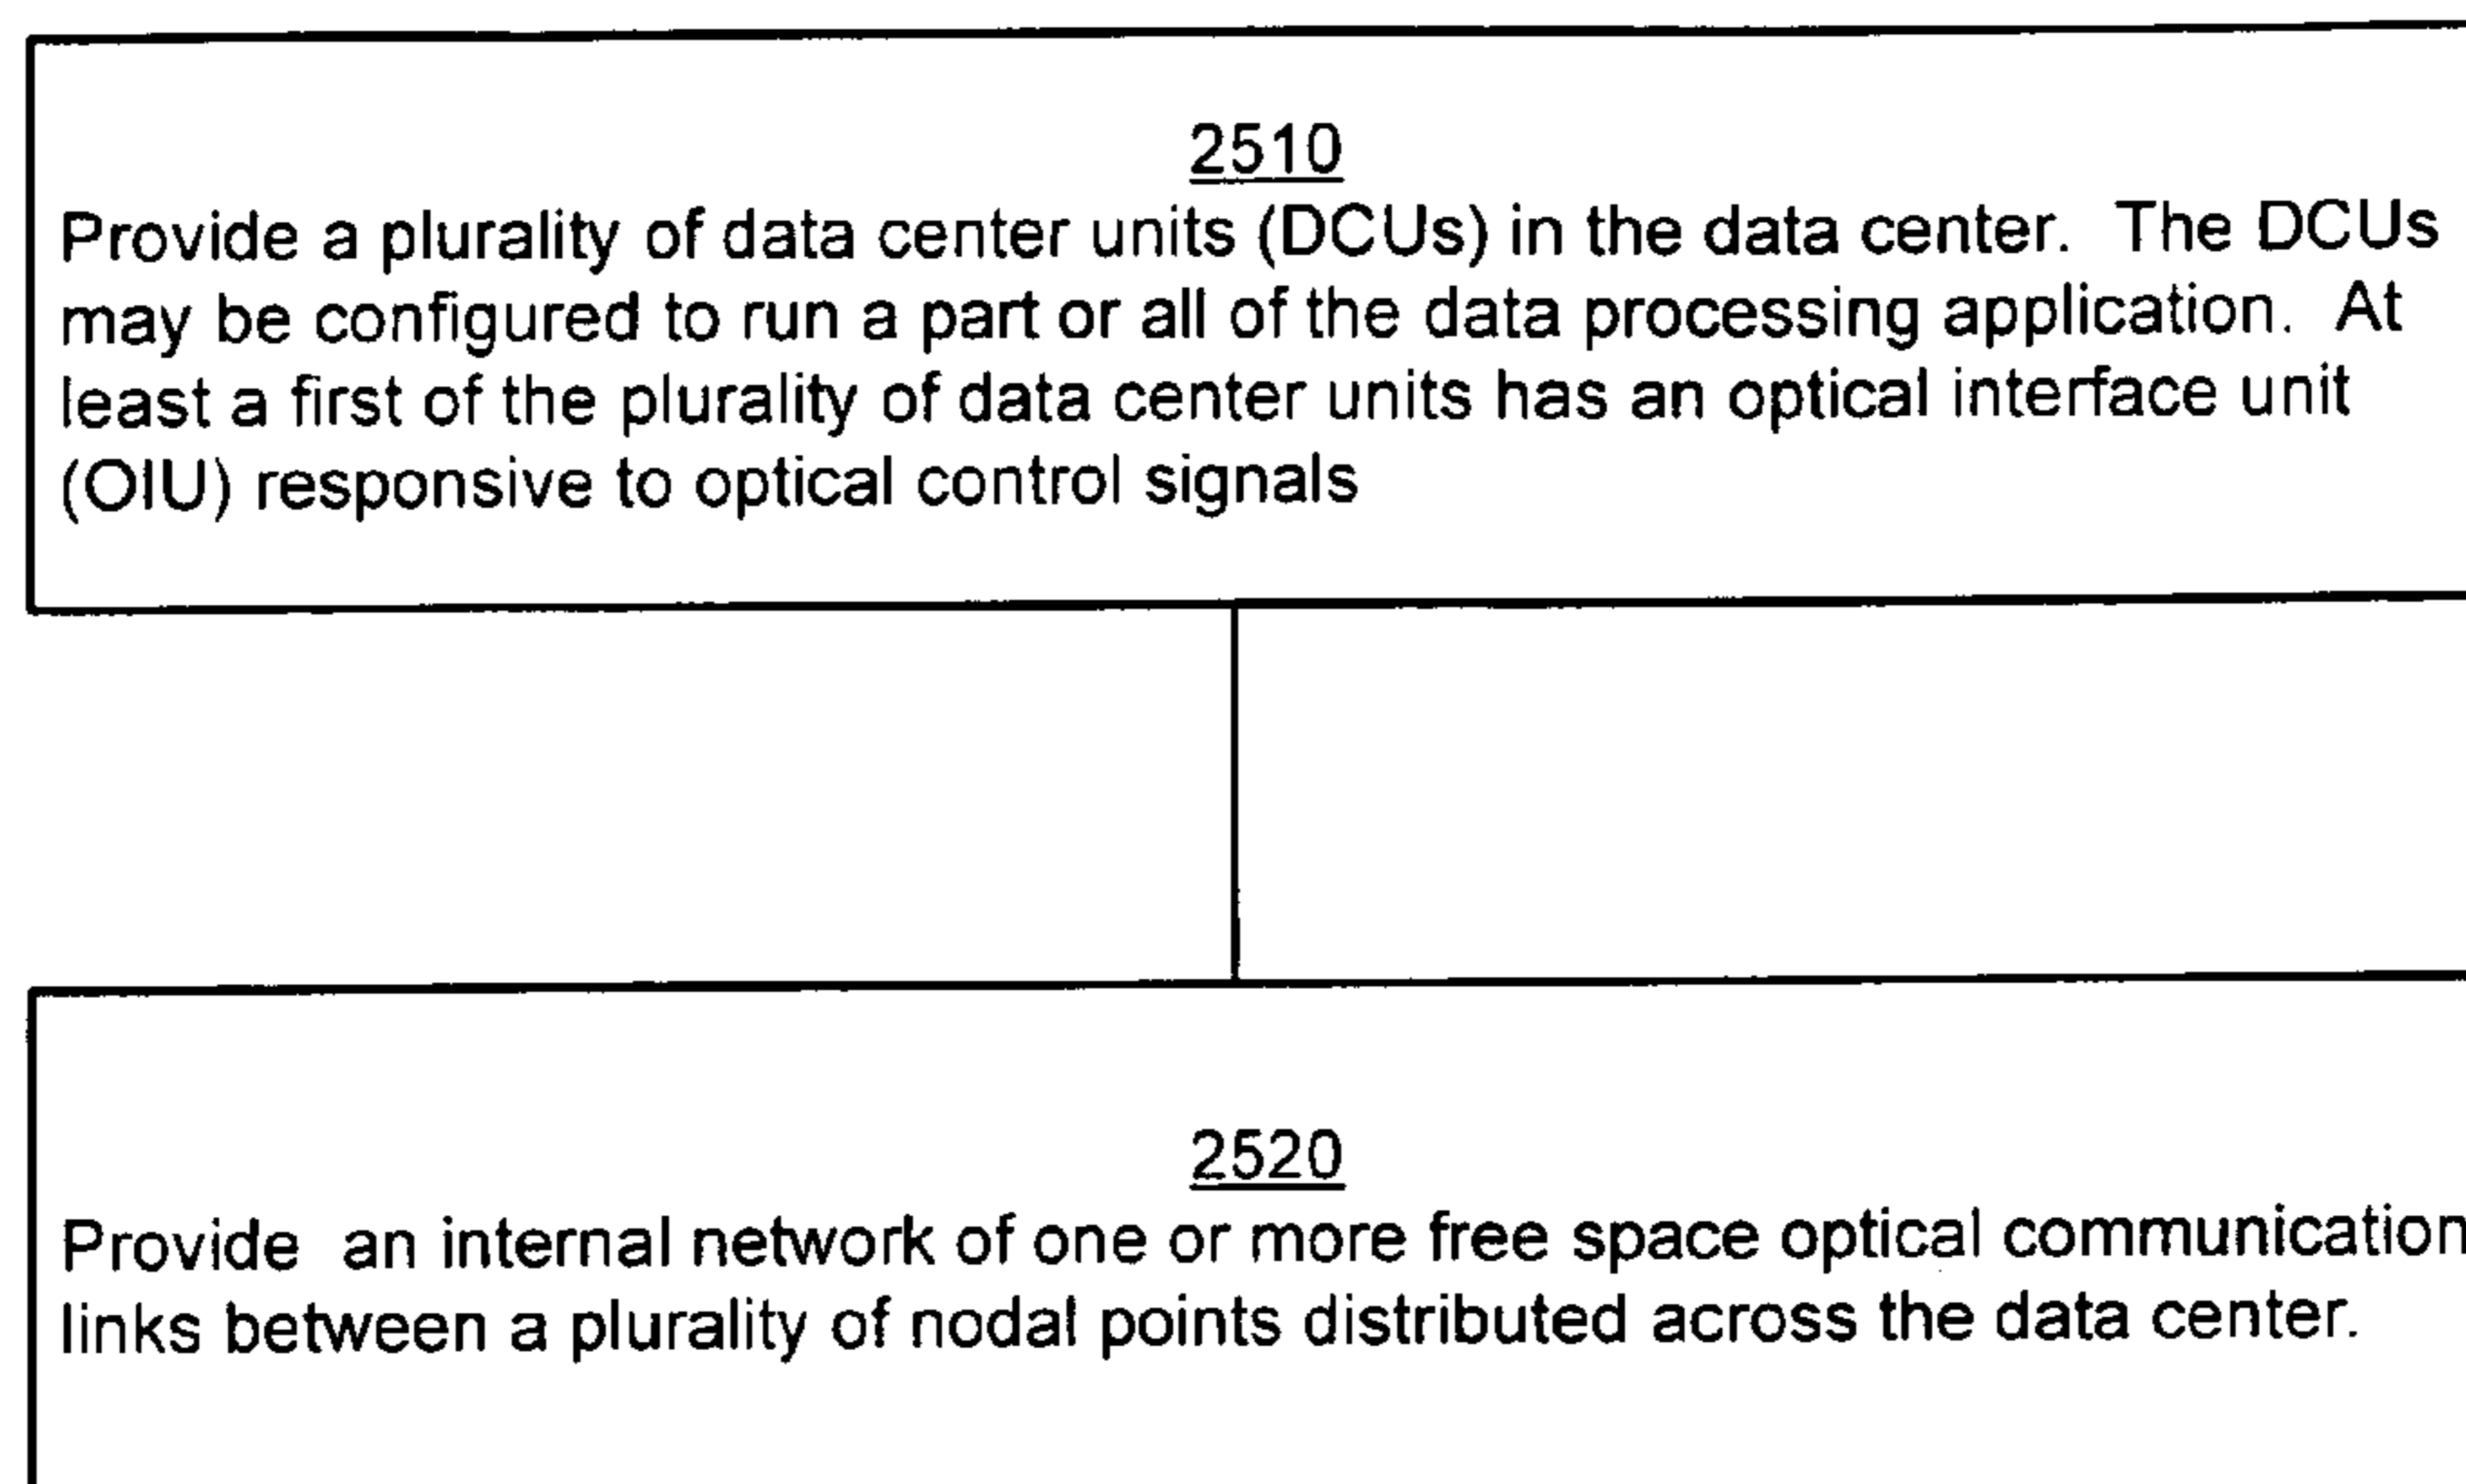 2510
Provide a plurality of data center units (DCUs) in the data center. The DCUs
may be configured to run a part or all of the data processing application. At
least a first of the plurality of data center units has an optical interface unit
(OIU) responsive to optical control signals
2520
Provide an internal network of one or more free space optical communication
links between a plurality of nodal points distributed across the data center.